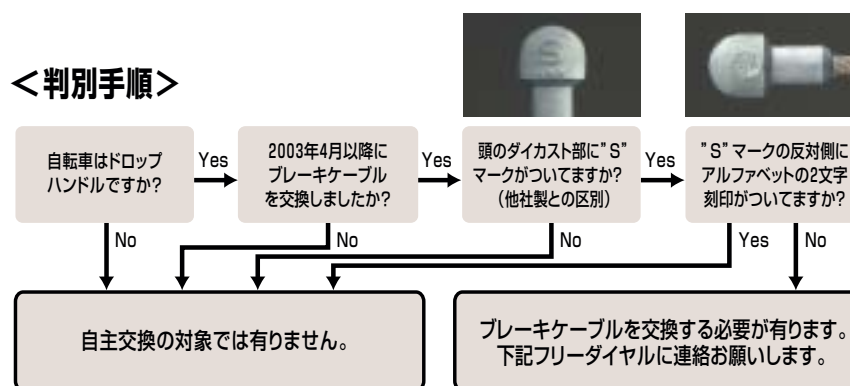 ＜判別手順＞
S
自転車はドロップ
ハンドルですか？
Yes
2003年4月以降に
ブレーキケーブル
を交換しましたか？
Yes
頭のダイカスト部に”S”
マークがついてますか？
（他社製との区別）
Yes
”S”マークの反対側に
アルファベットの2文字
刻印がついてますか？
No
No
No
Yes
No
自主交換の対象では有りません。
ブレーキケーブルを交換する必要が有ります。
下記フリーダイヤルに連絡お願いします。